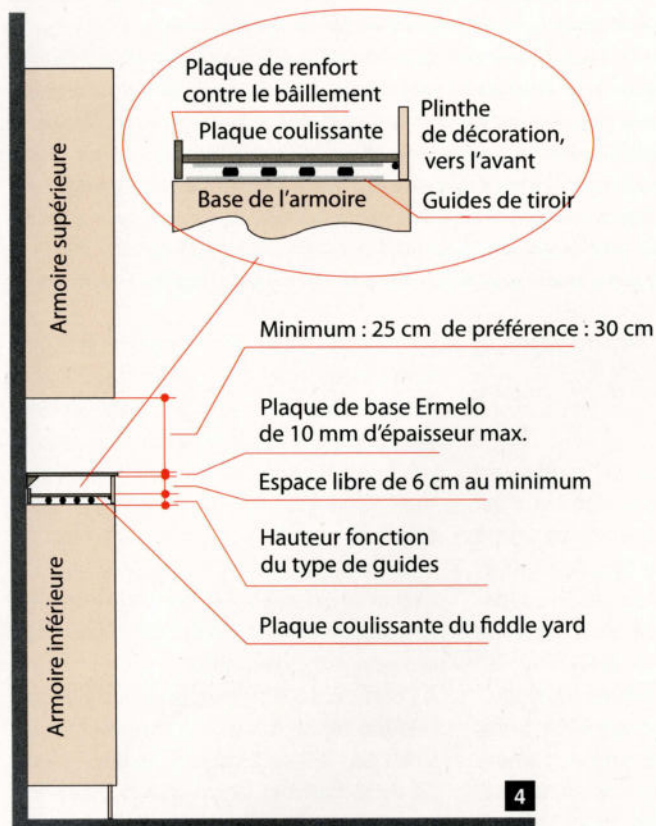 Plaque de renfort
contre le bâillement
Plaque coulissante
Plinthe
de décoration,
vers l'avant
Base de l'armoire
Guides de tiroir
Armoire supérieure
Minimum : 25 cm de préférence : 30 cm
Plaque de base Ermelo
de 10 mm d'épaisseur max.
Espace libre de 6 cm au minimum
Hauteur fonction
du type de guides
Plaque coulissante du fiddle yard
Armoire inférieure
4